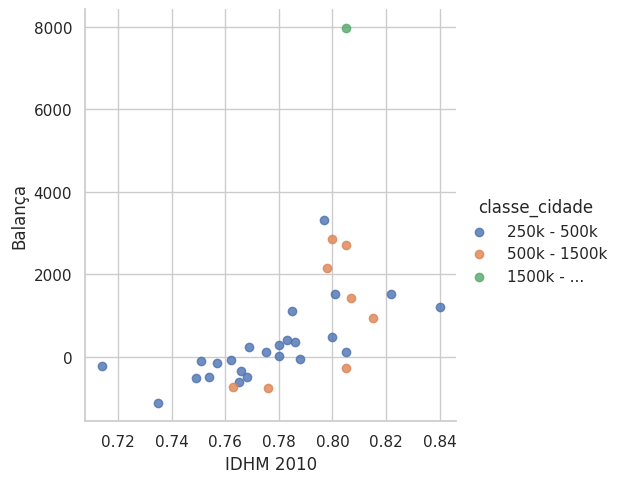 8000
6000
4000
2000
0
Balança
0.72 0.74 0.76 0.78 0.80 0.82 0.84
IDHM 2010
classe_cidade
250k - 500k
500k - 1500k
1500k - ...